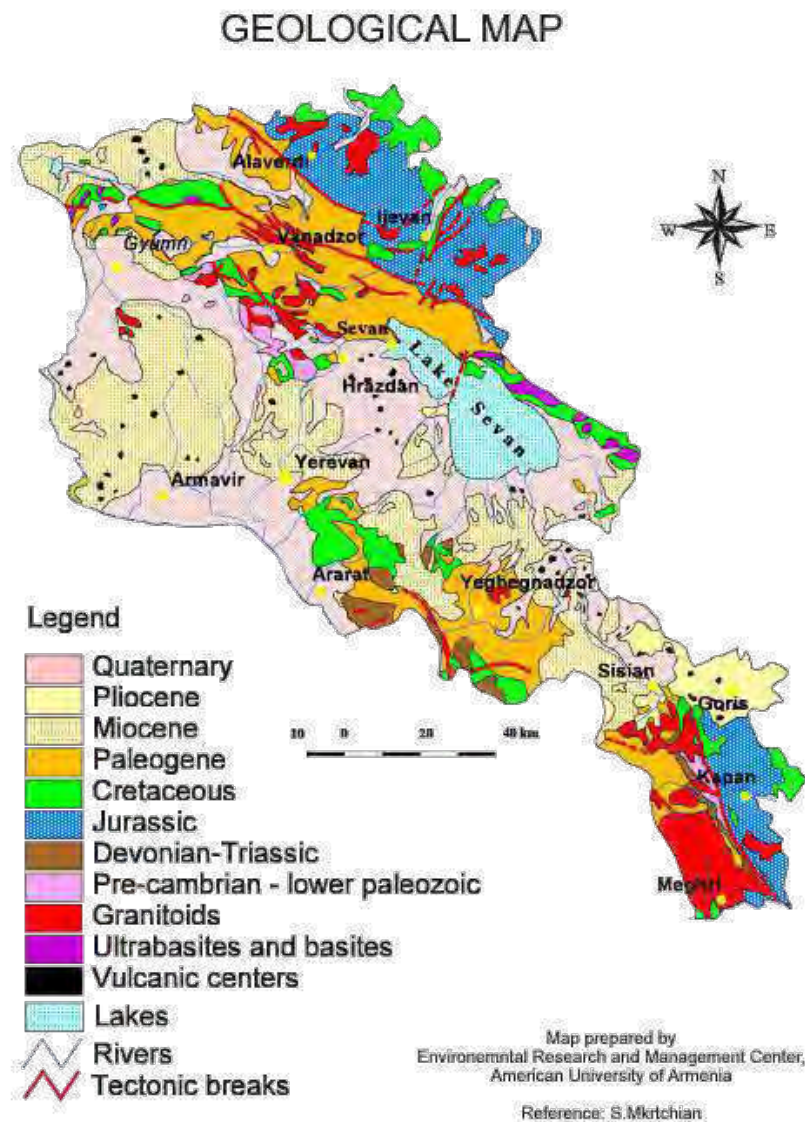 GEOLOGICAL MAP
Alaverdi
Ijevan
N
W E
S
Vanadzor
Gyumri
Sevan
Hrazdan
Lake
Sevan
Yerevan
Armavir
Ararat
Yeghegnadzor
Sisian
Goris
Kapan
Meghri
Legend
Quaternary
Pliocene
Miocene
Paleogene
Cretaceous
Jurassic
Devonian-Triassic
Pre-cambrian - lower paleozoic
Granitoids
Ultrabasites and basites
Vulcanic centers
Lakes
Rivers
Tectonic breaks
10 0 20 40 km
Map prepared by
Environemntal Research and Management Center,
American University of Armenia
Reference: S.Mkrtchian